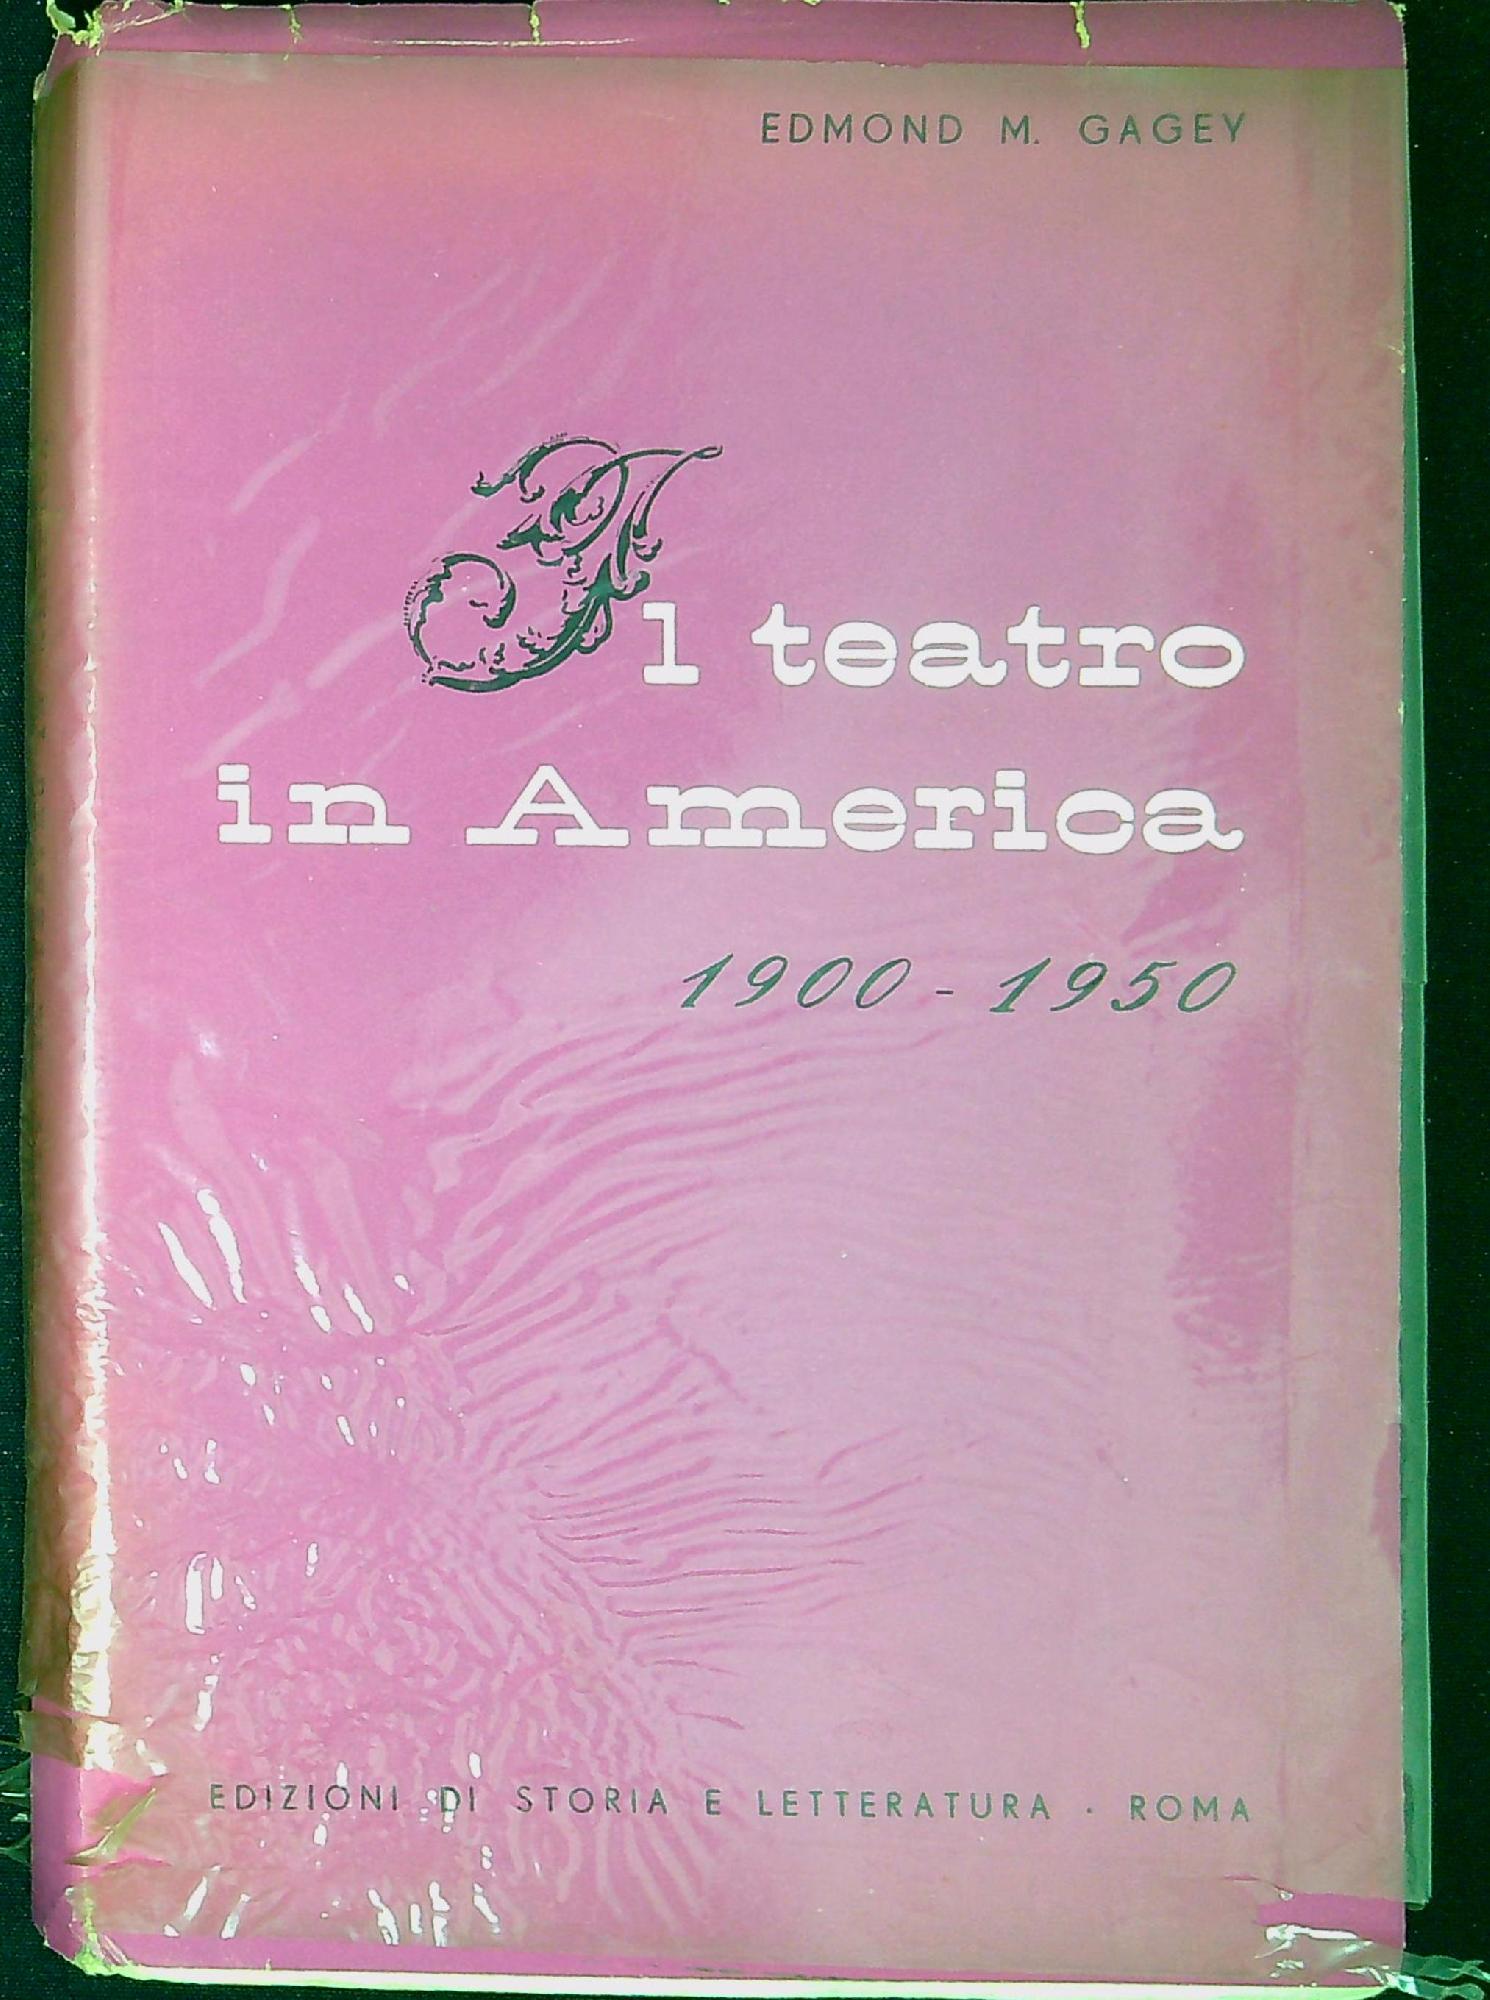 EDMOND M. GAGEY
Il teatro
in America
1900 - 1950
EDIZIONI DI STORIA E LETTERATURA · ROMA